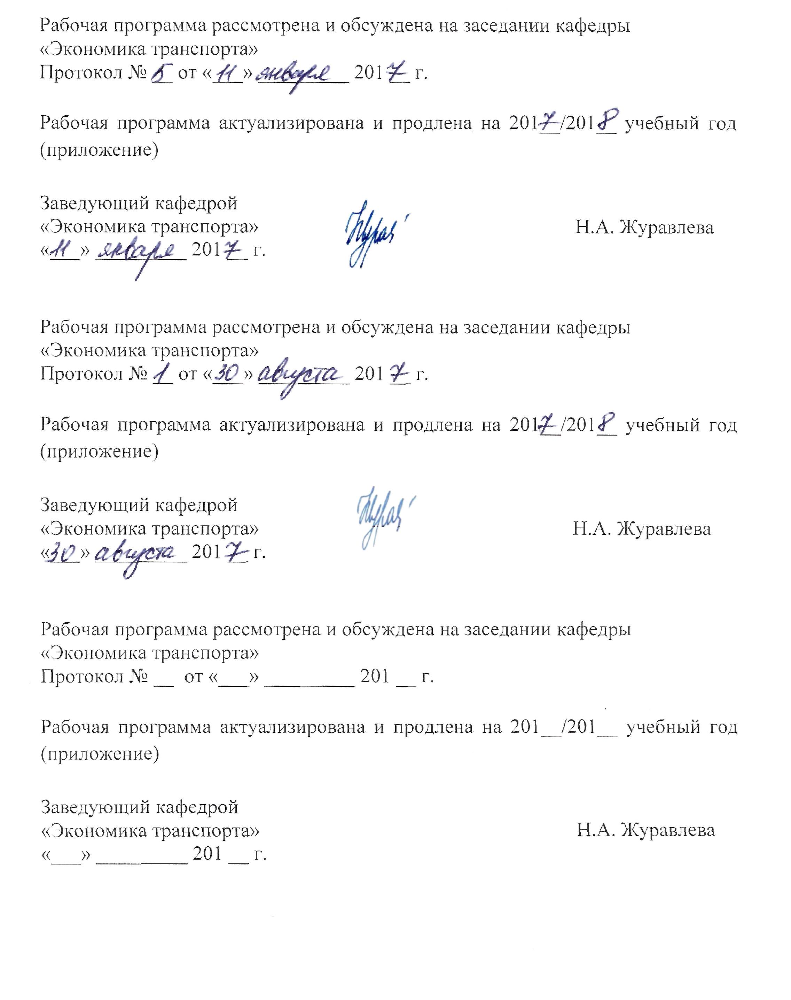 Рабочая программа рассмотрена и обсуждена на заседании кафедры
«Экономика транспорта»
Протокол № 5 от «11» января 2017 г.
Рабочая программа актуализирована и продлена на 2017/2018 учебный год
(приложение)
Заведующий кафедрой
«Экономика транспорта» Н.А. Журавлева
«11» января 2017 г.
Рабочая программа рассмотрена и обсуждена на заседании кафедры
«Экономика транспорта»
Протокол № 1 от «30» августа 2017 г.
Рабочая программа актуализирована и продлена на 2017/2018 учебный год
(приложение)
Заведующий кафедрой
«Экономика транспорта» Н.А. Журавлева
«30» августа 2017 г.
Рабочая программа рассмотрена и обсуждена на заседании кафедры
«Экономика транспорта»
Протокол № __ от «___» _________ 201 __ г.
Рабочая программа актуализирована и продлена на 201__/201__ учебный год
(приложение)
Заведующий кафедрой
«Экономика транспорта» Н.А. Журавлева
«___» _________ 201 __ г.